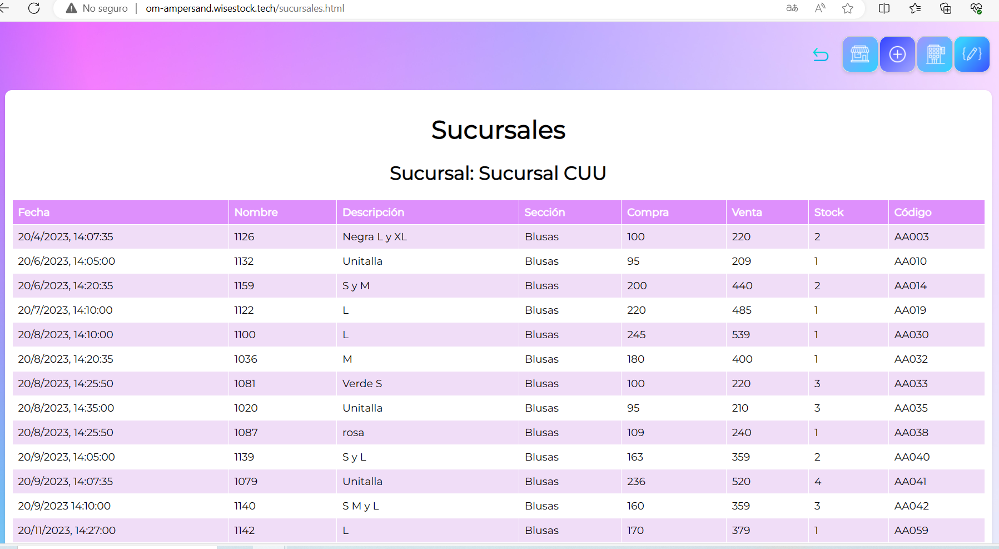 No seguro | om-ampersand.wisestock.tech/sucursales.html
Sucursales
Sucursal: Sucursal CUU
Fecha Nombre Descripción Sección Compra Venta Stock Código
20/4/2023, 14:07:35 1126 Negra L y XL Blusas 100 220 2 AA003
20/6/2023, 14:05:00 1132 Unitalla Blusas 95 209 1 AA010
20/6/2023, 14:20:35 1159 S y M Blusas 200 440 2 AA014
20/7/2023, 14:10:00 1122 L Blusas 220 485 1 AA019
20/8/2023, 14:10:00 1100 L Blusas 245 539 1 AA030
20/8/2023, 14:20:35 1036 M Blusas 180 400 1 AA032
20/8/2023, 14:25:50 1081 Verde S Blusas 100 220 3 AA033
20/8/2023, 14:35:00 1020 Unitalla Blusas 95 210 3 AA035
20/8/2023, 14:25:50 1087 rosa Blusas 109 240 1 AA038
20/9/2023, 14:05:00 1139 S y L Blusas 163 359 2 AA040
20/9/2023, 14:07:35 1079 Unitalla Blusas 236 520 4 AA041
20/9/2023 14:10:00 1140 S M y L Blusas 160 359 3 AA042
20/11/2023, 14:27:00 1142 L Blusas 170 379 1 AA059